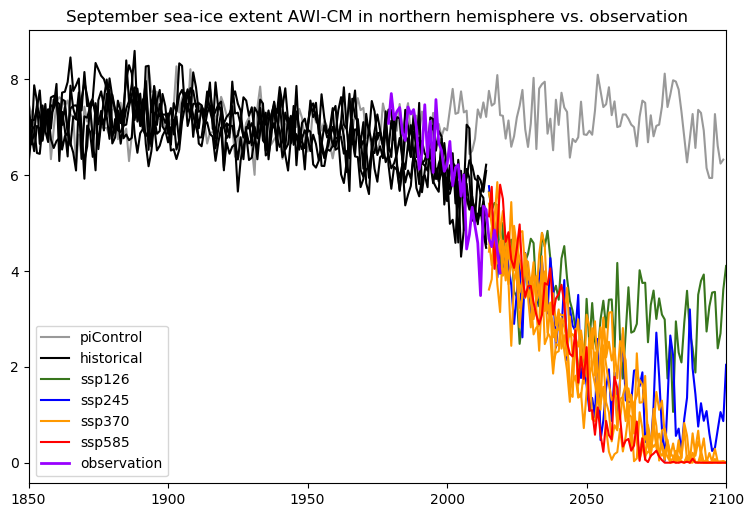 September sea-ice extent AWI-CM in northern hemisphere vs. observation
8
6
4
2
0
piControl
historical
ssp126
ssp245
ssp370
ssp585
observation
1850 1900 1950 2000 2050 2100